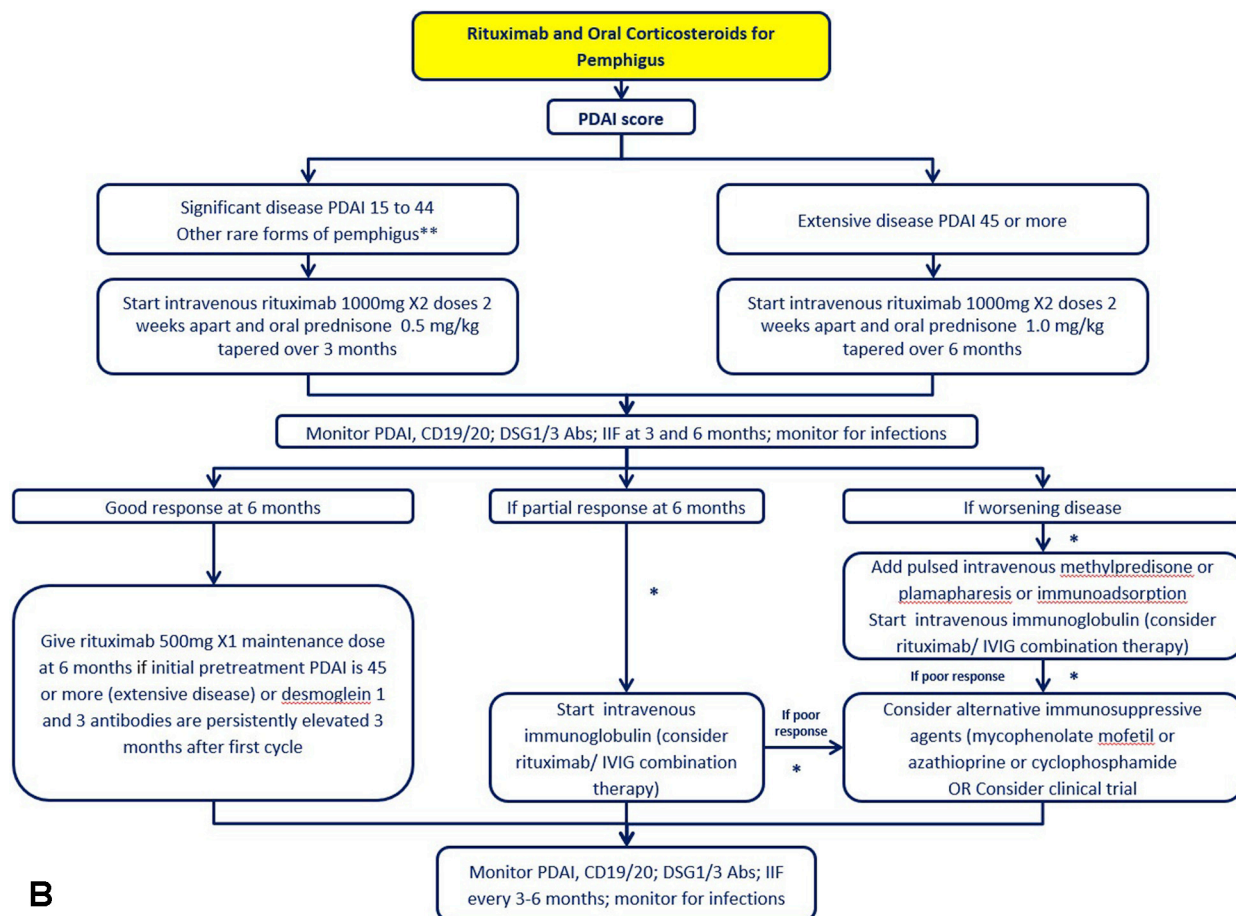 Rituximab and Oral Corticosteroids for
Pemphigus
PDAI score
Significant disease PDAI 15 to 44
Other rare forms of pemphigus**
Extensive disease PDAI 45 or more
Start intravenous rituximab 1000mg X2 doses 2
weeks apart and oral prednisone 0.5 mg/kg
tapered over 3 months
Start intravenous rituximab 1000mg X2 doses 2
weeks apart and oral prednisone 1.0 mg/kg
tapered over 6 months
Monitor PDAI, CD19/20; DSG1/3 Abs; IIF at 3 and 6 months; monitor for infections
Good response at 6 months
If partial response at 6 months
If worsening disease
*
*
Add pulsed intravenous methylpredisone or
plamapharesis or immunoadsorption
Start intravenous immunoglobulin (consider
rituximab/ IVIG combination therapy)
Give rituximab 500mg X1 maintenance dose
at 6 months if initial pretreatment PDAI is 45
or more (extensive disease) or desmoglein 1
and 3 antibodies are persistently elevated 3
months after first cycle
If poor response *
Start intravenous
immunoglobulin (consider
rituximab/ IVIG combination
therapy)
If poor
response
*
Consider alternative immunosuppressive
agents (mycophenolate mofetil or
azathioprine or cyclophosphamide
OR Consider clinical trial
Monitor PDAI, CD19/20; DSG1/3 Abs; IIF
every 3-6 months; monitor for infections
B